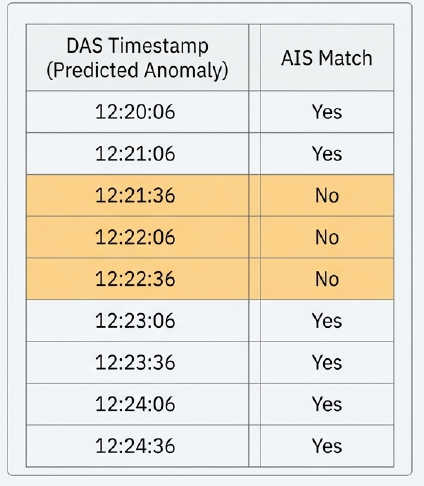 DAS Timestamp
(Predicted Anomaly) AIS Match
12:20:06 Yes
12:21:06 Yes
12:21:36 No
12:22:06 No
12:22:36 No
12:23:06 Yes
12:23:36 Yes
12:24:06 Yes
12:24:36 Yes